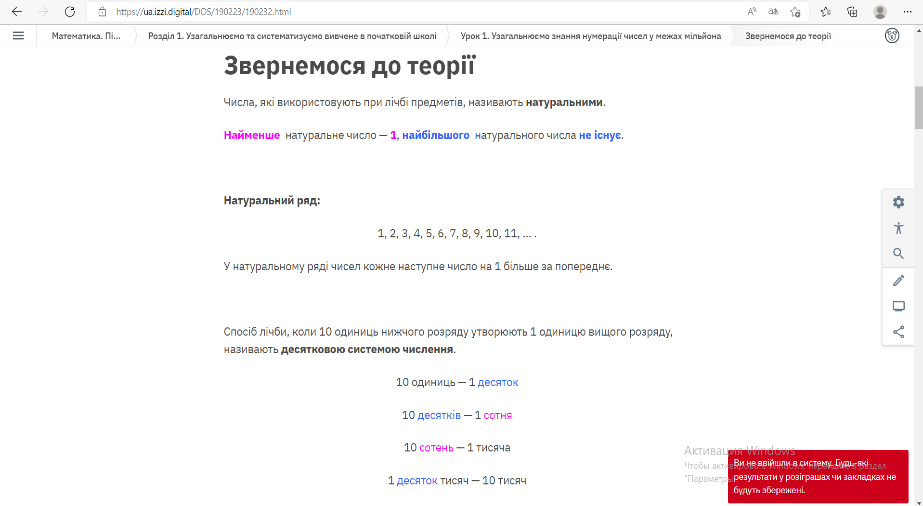 https://ua.izzi.digital/DOS/190223/190232.html
Математика. Пі...
Розділ 1. Узагальнюємо та систематизуємо вивчене в початковій школі
Урок 1. Узагальнюємо знання нумерації чисел у межах мільйона
Звернемося до теорії
Звернемося до теорії
Числа, які використовують при лічбі предметів, називають натуральними.
Найменше натуральне число — 1, найбільшого натурального числа не існує.
Натуральний ряд:
1, 2, 3, 4, 5, 6, 7, 8, 9, 10, 11, ... .
У натуральному ряді чисел кожне наступне число на 1 більше за попереднє.
Спосіб лічби, коли 10 одиниць нижчого розряду утворюють 1 одиницю вищого розряду,
називають десятковою системою числення.
10 одиниць — 1 десяток
10 десятків — 1 сотня
10 сотень — 1 тисяча
1 десяток тисяч — 10 тисяч
Активация Windows
Чтобы активировать Windows, перейдите в раздел
"Параметры
Ви не ввійшли в систему. Будь-які
результати у розіграшах чи закладках не
будуть збережені.